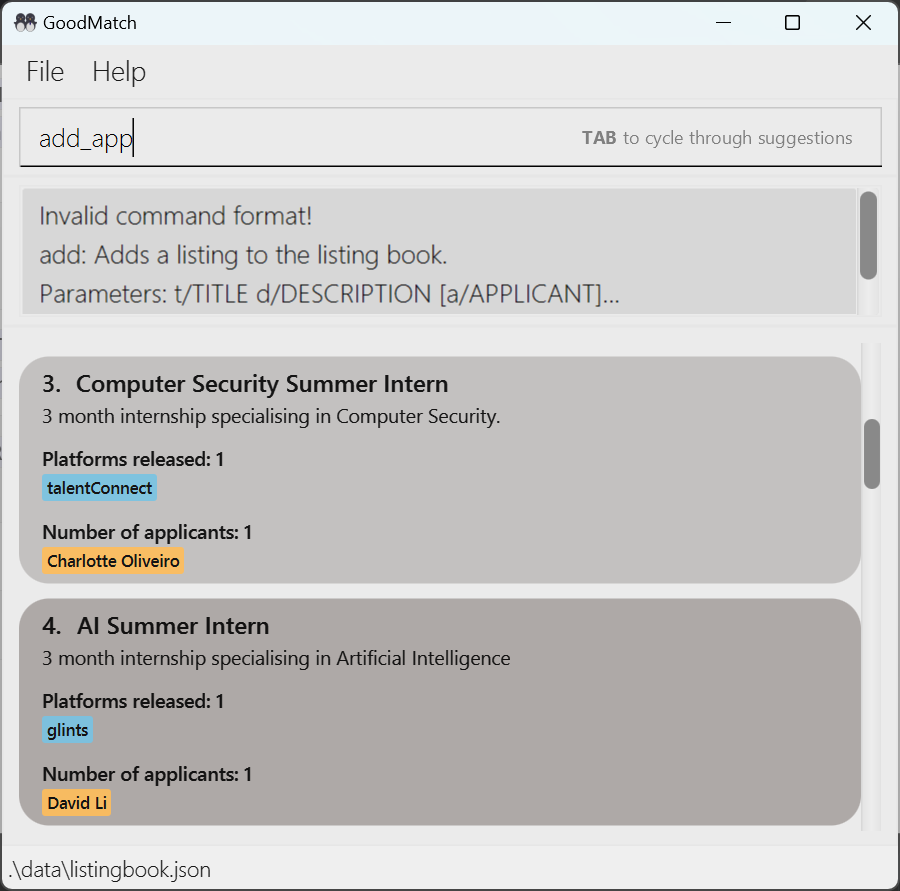 GoodMatch
File Help
add_app TAB to cycle through suggestions
Invalid command format!
add: Adds a listing to the listing book.
Parameters: t/TITLE d/DESCRIPTION [a/APPLICANT]...
3. Computer Security Summer Intern
3 month internship specialising in Computer Security.
Platforms released: 1
talentConnect
Number of applicants: 1
Charlotte Oliveiro
4. AI Summer Intern
3 month internship specialising in Artificial Intelligence
Platforms released: 1
glints
Number of applicants: 1
David Li
.\data\listingbook.json